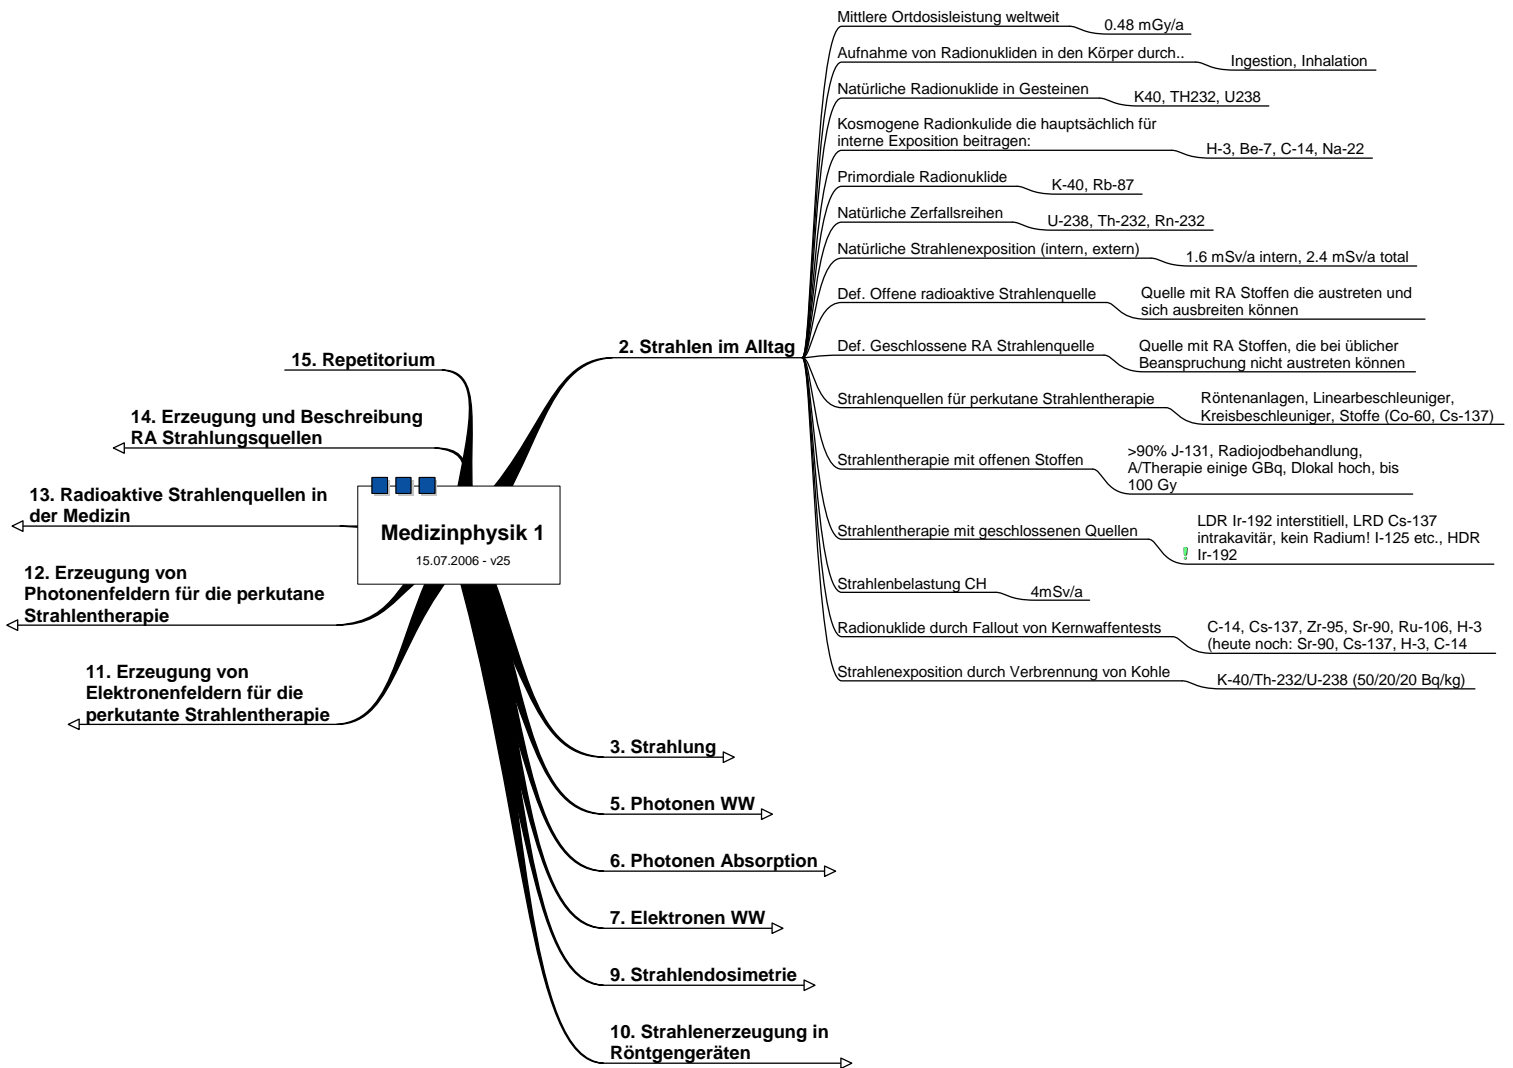 Medizinphysik 1
15.07.2006 - v25
2. Strahlen im Alltag
Mittlere Ortdosisleistung weltweit
0.48 mGy/a
Aufnahme von Radionukliden in den Körper durch..
Ingestion, Inhalation
Natürliche Radionuklide in Gesteinen
K40, TH232, U238
Kosmogene Radionkulide die hauptsächlich für
interne Exposition beitragen:
H-3, Be-7, C-14, Na-22
Primordiale Radionuklide
K-40, Rb-87
Natürliche Zerfallsreihen
U-238, Th-232, Rn-232
Natürliche Strahlenexposition (intern, extern)
1.6 mSv/a intern, 2.4 mSv/a total
Def. Offene radioaktive Strahlenquelle
Quelle mit RA Stoffen die austreten und
sich ausbreiten können
Def. Geschlossene RA Strahlenquelle
Quelle mit RA Stoffen, die bei üblicher
Beanspruchung nicht austreten können
Strahlenquellen für perkutane Strahlentherapie
Röntenanlagen, Linearbeschleuniger,
Kreisbeschleuniger, Stoffe (Co-60, Cs-137)
Strahlentherapie mit offenen Stoffen
>90% J-131, Radiojodbehandlung,
A/Therapie einige GBq, Dlokal hoch, bis
100 Gy
Strahlentherapie mit geschlossenen Quellen
LDR Ir-192 interstitiell, LRD Cs-137
intrakavitär, kein Radium! I-125 etc., HDR
Ir-192
Strahlenbelastung CH
4mSv/a
Radionuklide durch Fallout von Kernwaffentests
C-14, Cs-137, Zr-95, Sr-90, Ru-106, H-3
(heute noch: Sr-90, Cs-137, H-3, C-14
Strahlenexposition durch Verbrennung von Kohle
K-40/Th-232/U-238 (50/20/20 Bq/kg)
3. Strahlung
5. Photonen WW
6. Photonen Absorption
7. Elektronen WW
9. Strahlendosimetrie
10. Strahlenerzeugung in
Röntgengeräten
11. Erzeugung von
Elektronenfeldern für die
perkutante Strahlentherapie
12. Erzeugung von
Photonenfeldern für die perkutane
Strahlentherapie
13. Radioaktive Strahlenquellen in
der Medizin
14. Erzeugung und Beschreibung
RA Strahlungsquellen
15. Repetitorium